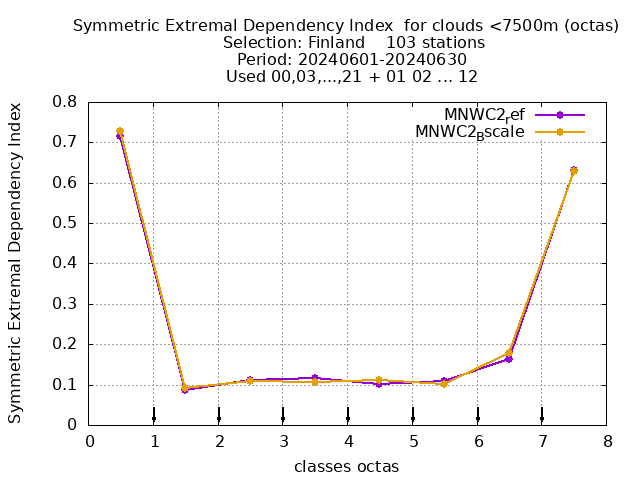 Symmetric Extremal Dependency Index  for clouds <7500m (octas)
Selection: Finland    103 stations
Period: 20240601-20240630
Used 00,03,...,21 + 01 02 ... 12
MNWC2ref
MNWC2Bscale
Symmetric Extremal Dependency Index
0.8
0.7
0.6
0.5
0.4
0.3
0.2
0.1
0
0 1 2 3 4 5 6 7 8
classes octas